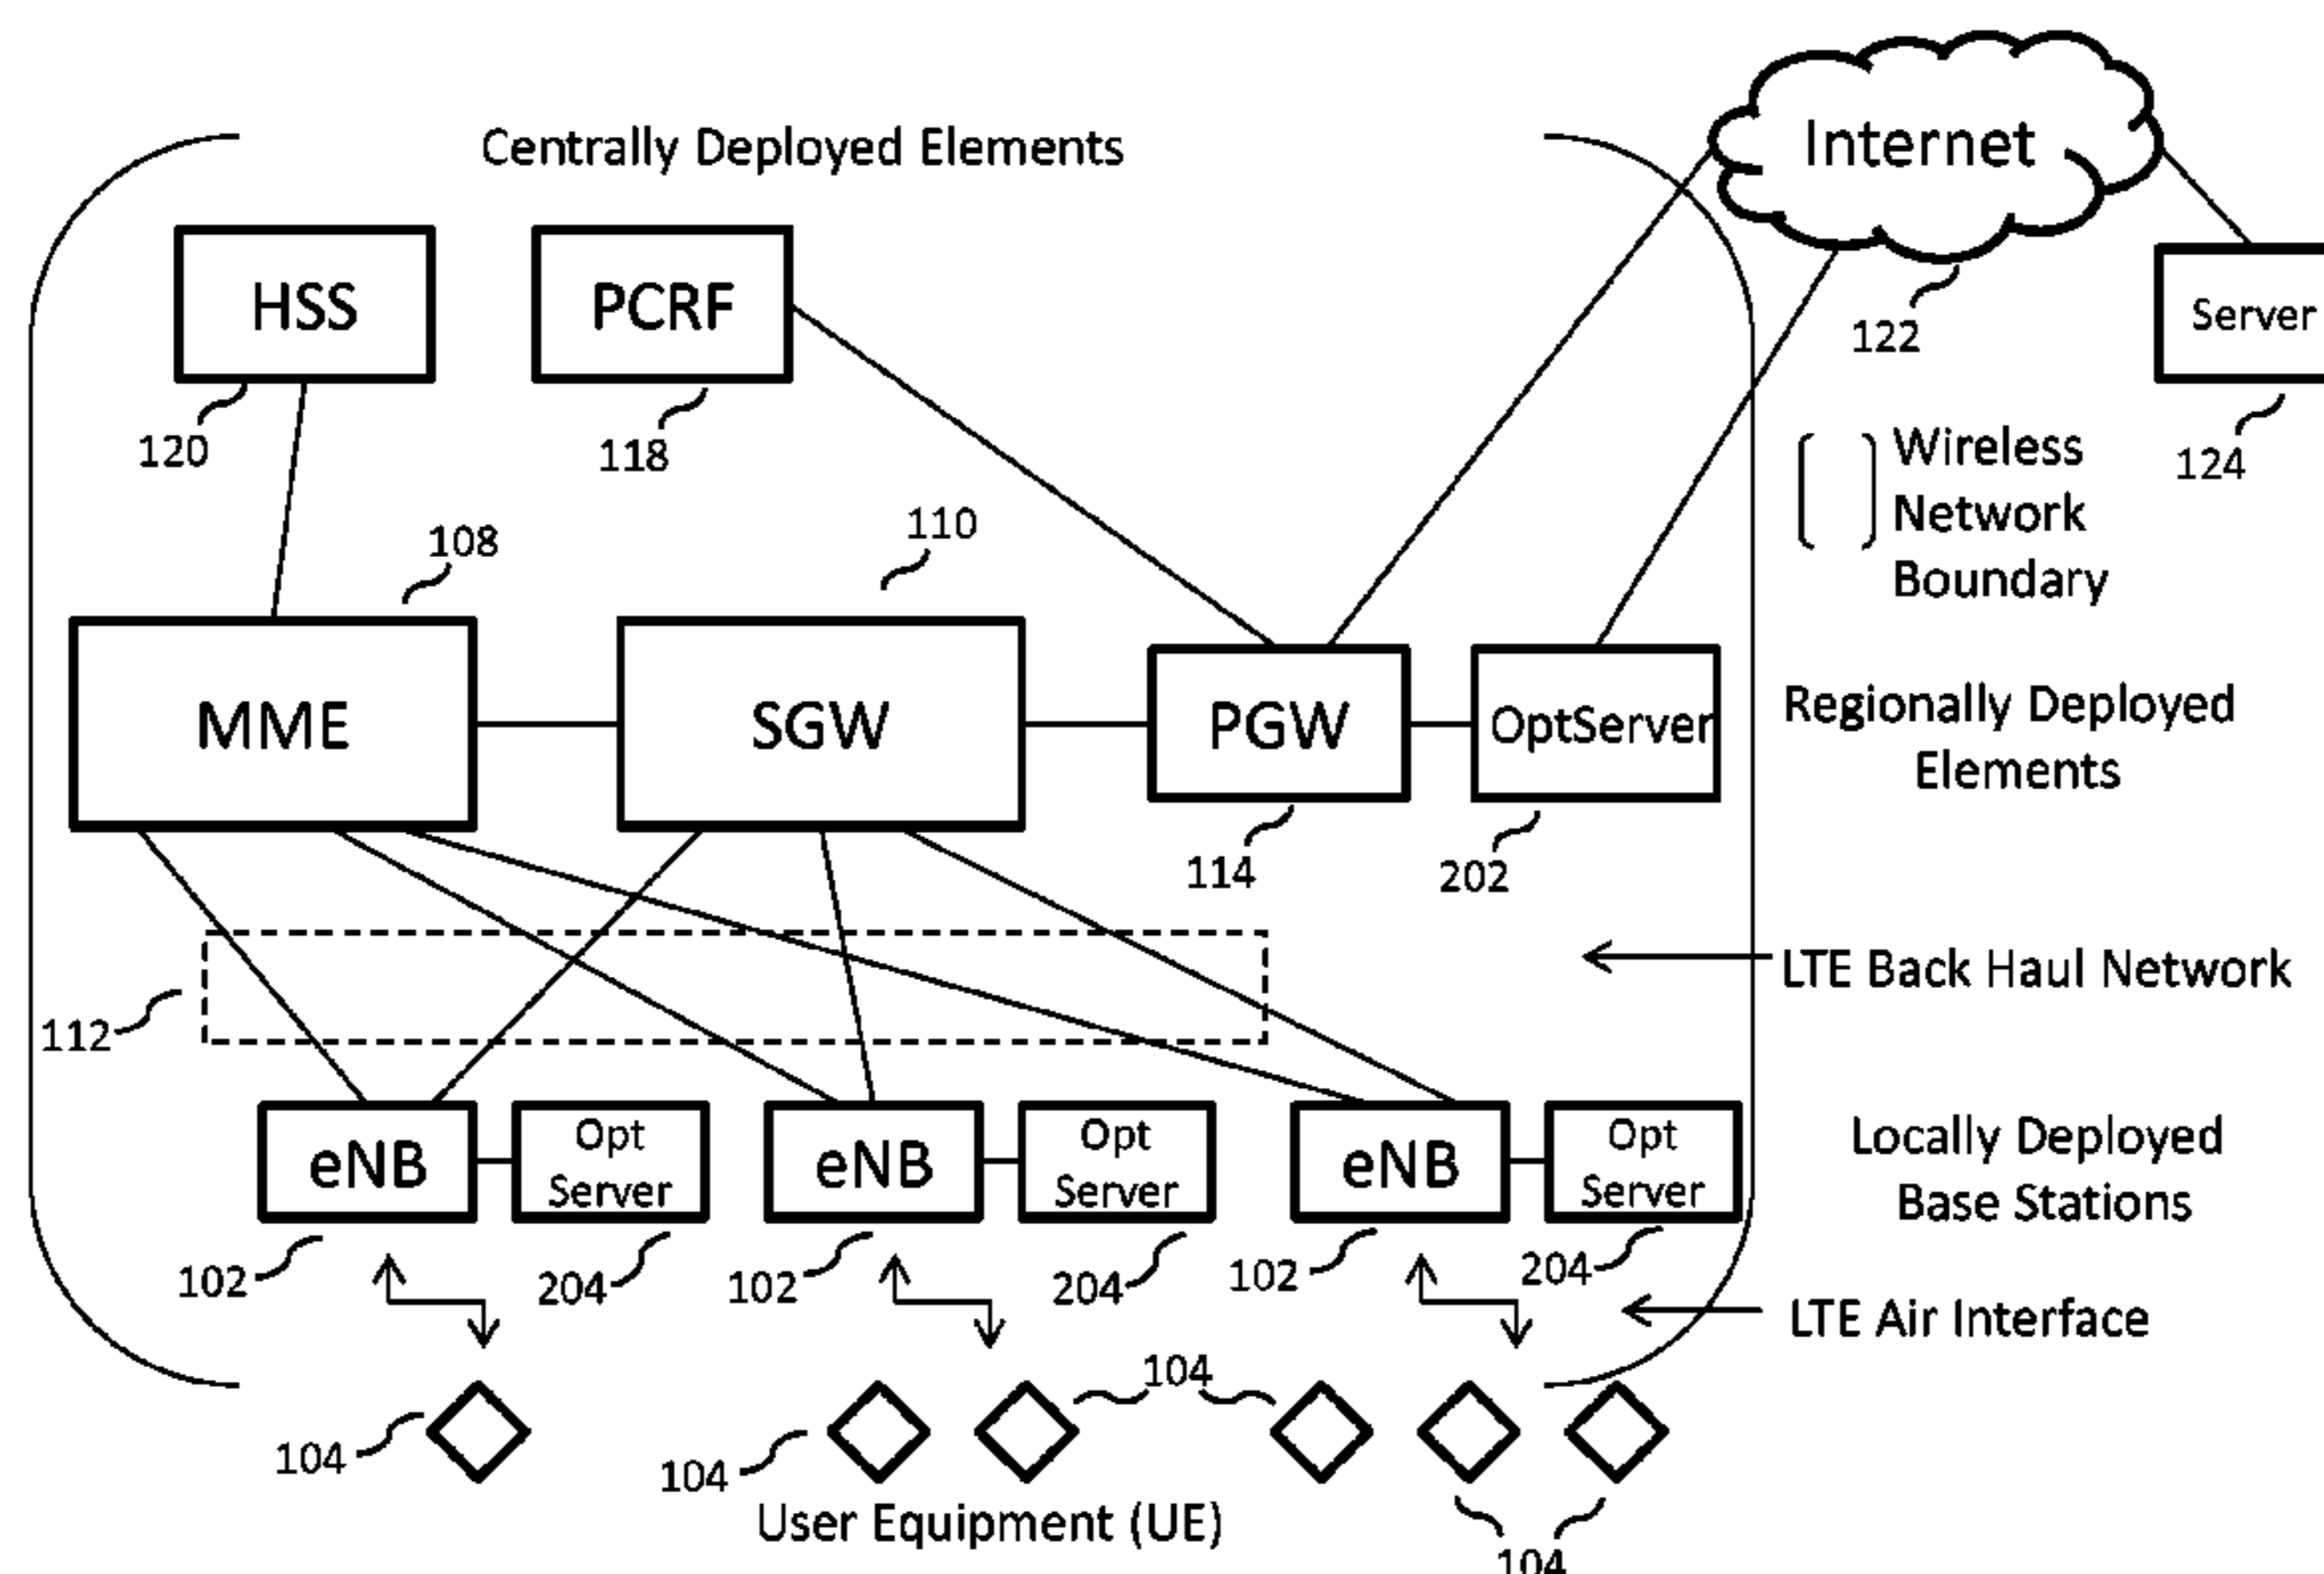 Centrally Deployed Elements
Internet
HSS
PCRF
Server
120
118
122
124
Wireless
Network
Boundary
108
110
MME
SGW
PGW
OptServer
Regionally Deployed
Elements
114
202
LTE Back Haul Network
112
eNB
Opt
Server
eNB
Opt
Server
eNB
Opt
Server
Locally Deployed
Base Stations
102
204
102
204
102
204
LTE Air Interface
104
104
104
User Equipment (UE)
104